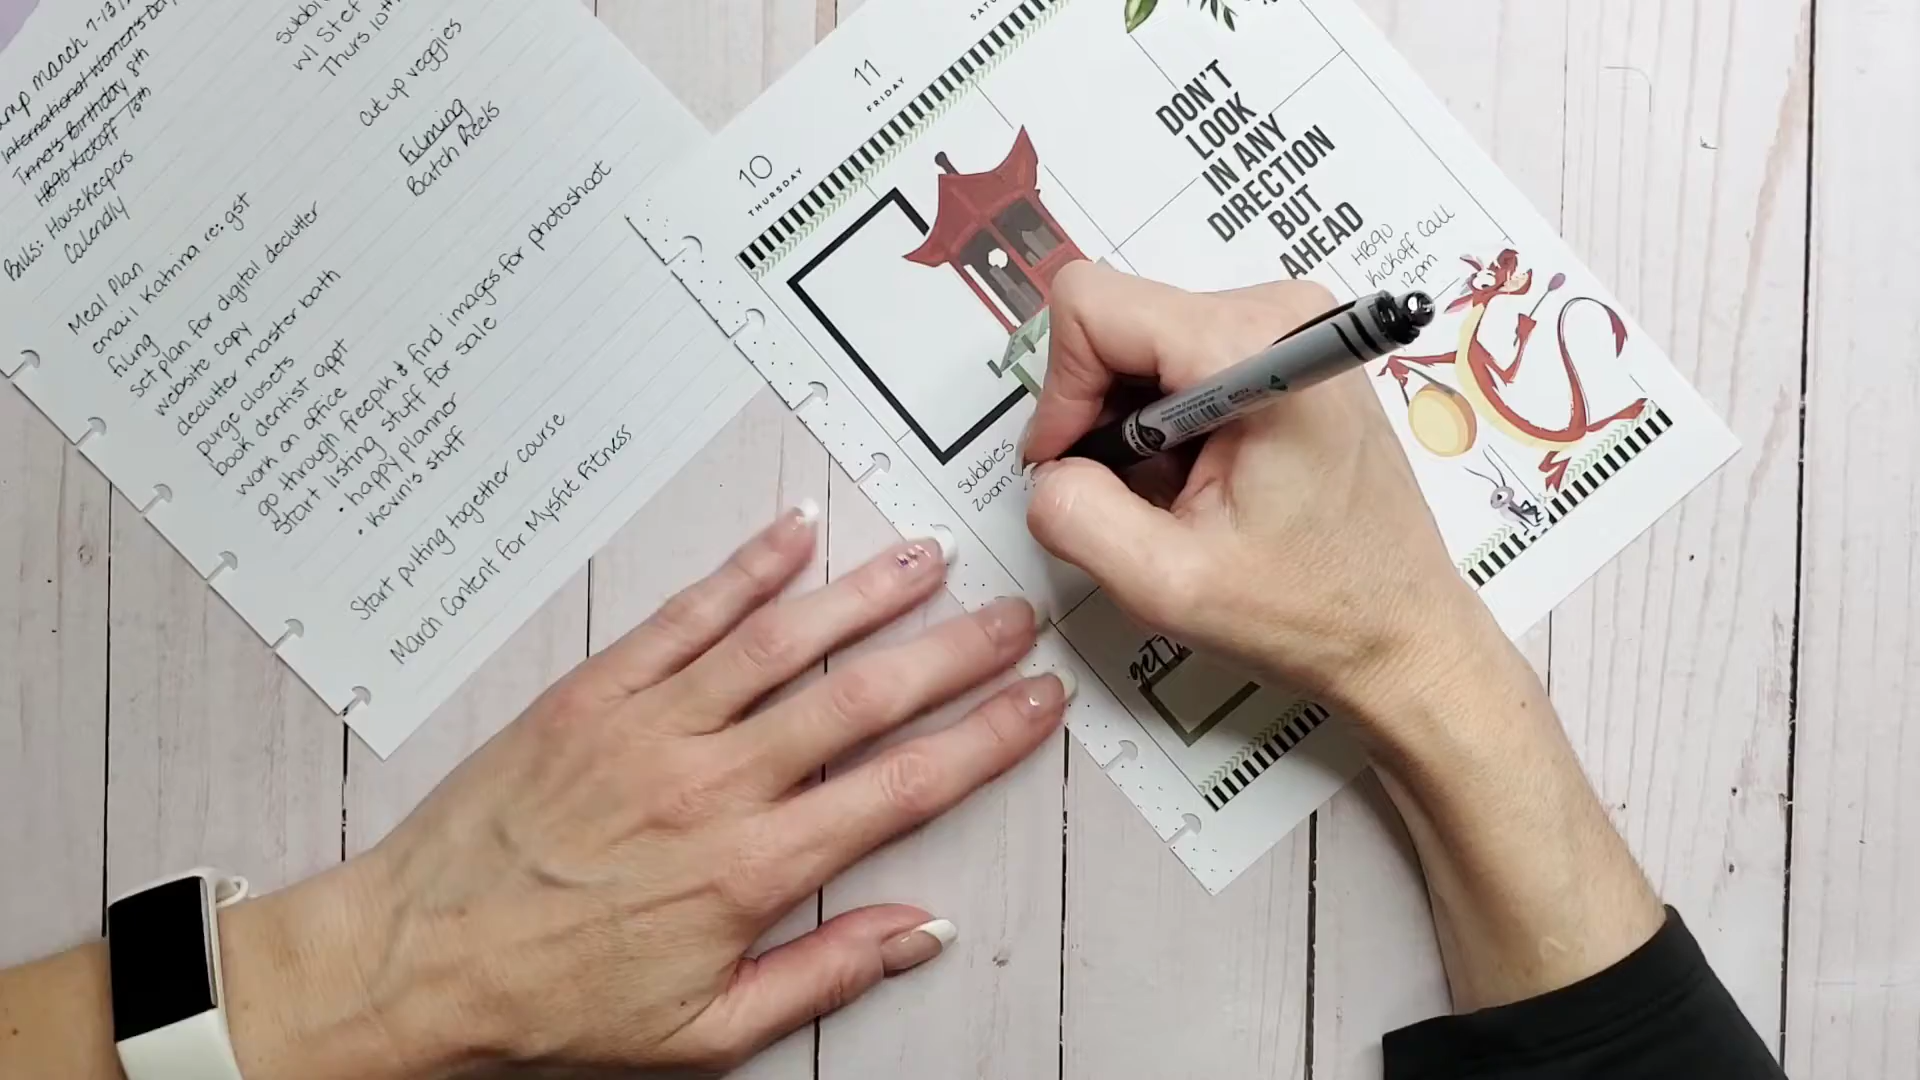 march 7-13
International Women's Day
Birthday 8th
HB90 Kickoff 13th
Bills: Housekeepers
Calendly
Meal Plan
email Katrina re: gst
filing
set plan for digital declutter
website copy
declutter master bath
purge closets
book dentist appt
work on office
go through freepik & find images for photoshoot
Start listing stuff for sale
• happy planner
• Kevin's stuff
Start putting together course
March Content for Mysfit Fitness
subbies
w/ Stef
Thurs 10th
cut up veggies
Filming
Batch Reels
10
THURSDAY
11
FRIDAY
subbies
zoom
DON'T
LOOK
IN ANY
DIRECTION
BUT
AHEAD
HB90
Kickoff Call
12pm
get